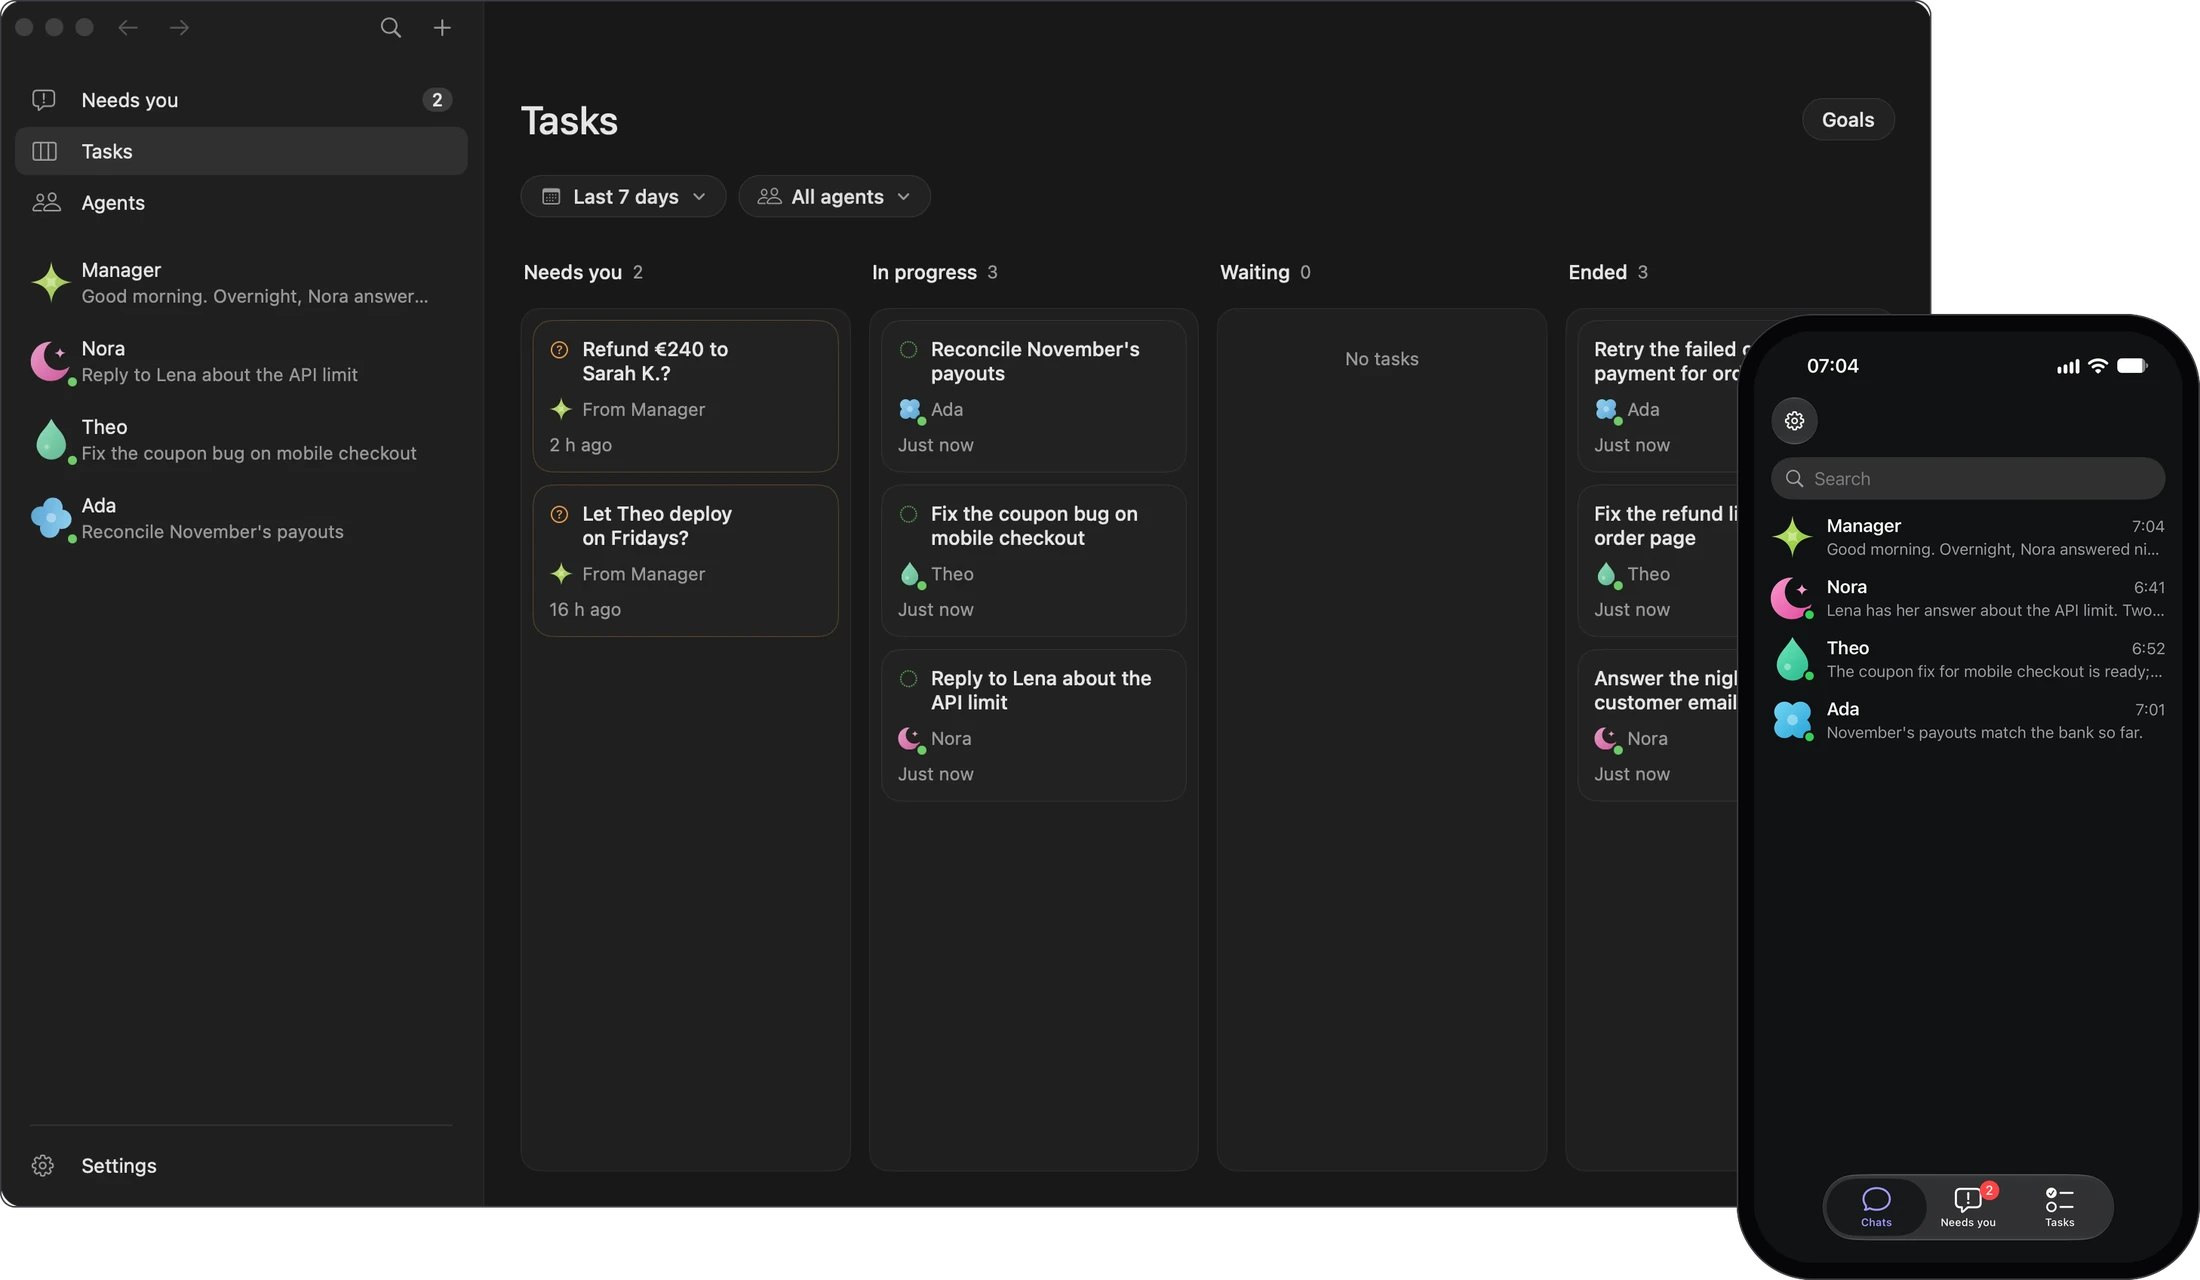 Needs you 2
Tasks
Agents
Manager
Good morning. Overnight, Nora answer...
Nora
Reply to Lena about the API limit
Theo
Fix the coupon bug on mobile checkout
Ada
Reconcile November's payouts
Settings
Tasks
Goals
Last 7 days
All agents
Needs you 2
Refund €240 to
Sarah K.?
From Manager
2 h ago
Let Theo deploy
on Fridays?
From Manager
16 h ago
In progress 3
Reconcile November's
payouts
Ada
Just now
Fix the coupon bug on
mobile checkout
Theo
Just now
Reply to Lena about the
API limit
Nora
Just now
Waiting 0
No tasks
Ended 3
Retry the failed
payment for
Ada
Just now
Fix the refund
order page
Theo
Just now
Answer the
customer
Nora
Just now
07:04
Search
Manager 7:04
Good morning. Overnight, Nora answered ni...
Nora 6:41
Lena has her answer about the API limit. Two...
Theo 6:52
The coupon fix for mobile checkout is ready;...
Ada 7:01
November's payouts match the bank so far.
Chats
2
Needs you
Tasks